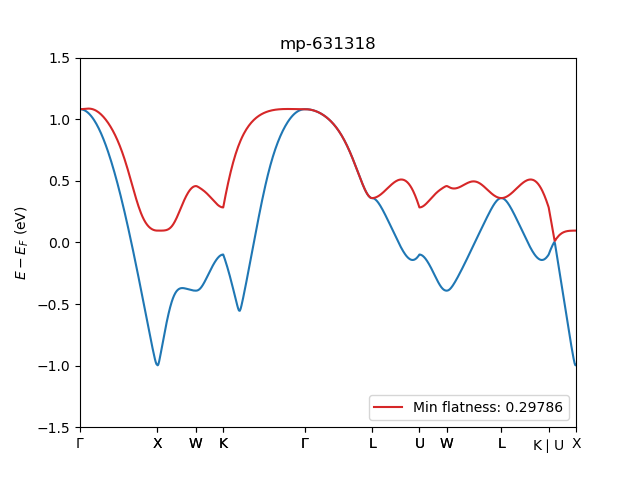 mp-631318
E − E_F (eV)
1.5
1.0
0.5
0.0
−0.5
−1.0
−1.5
Min flatness: 0.29786
Γ X W K Γ L U W L K | U X